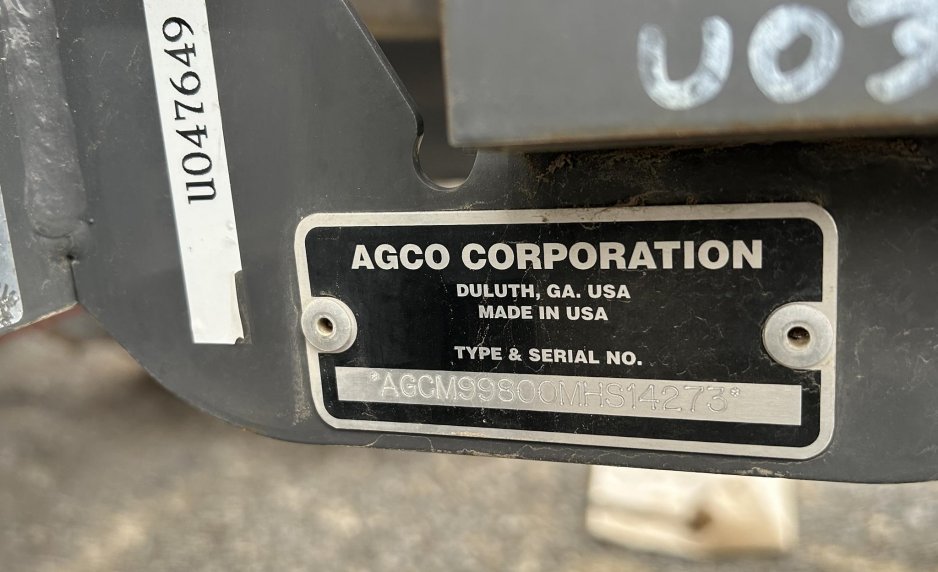 U047649
U03
AGCO CORPORATION
DULUTH, GA. USA
MADE IN USA
TYPE & SERIAL NO.
*AGCM99800MHS14273*